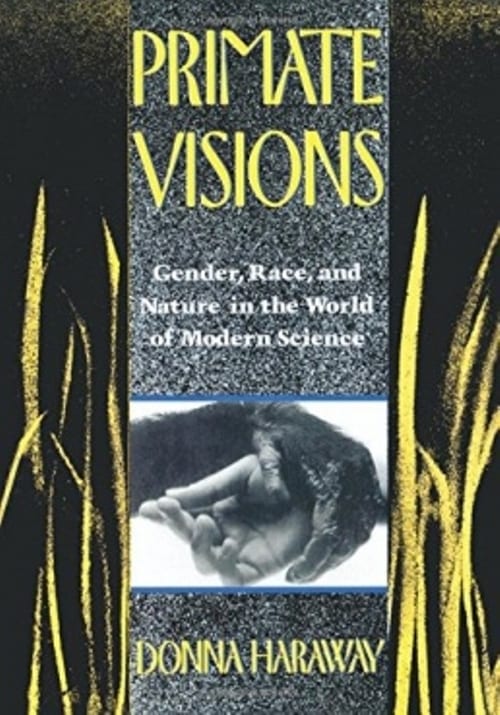 PRIMATE
VISIONS
Gender, Race, and
Nature in the World
of Modern Science
DONNA HARAWAY